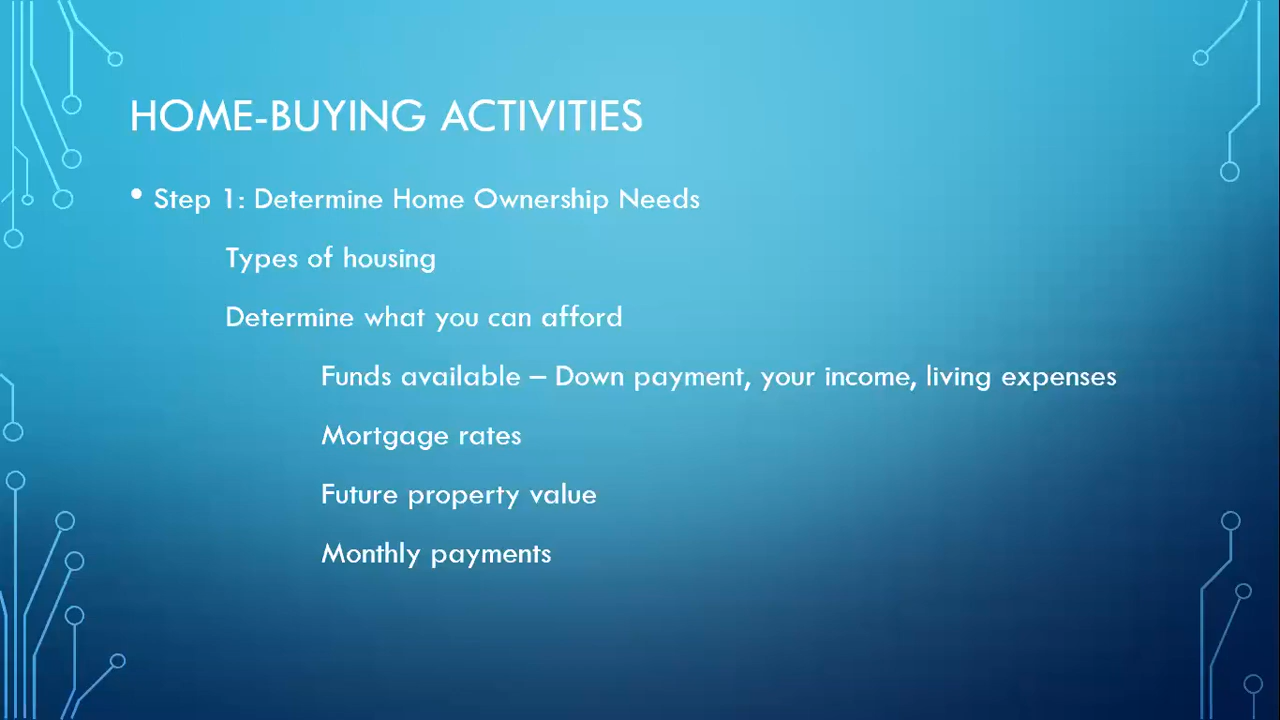 HOME-BUYING ACTIVITIES
• Step 1: Determine Home Ownership Needs
Types of housing
Determine what you can afford
Funds available – Down payment, your income, living expenses
Mortgage rates
Future property value
Monthly payments